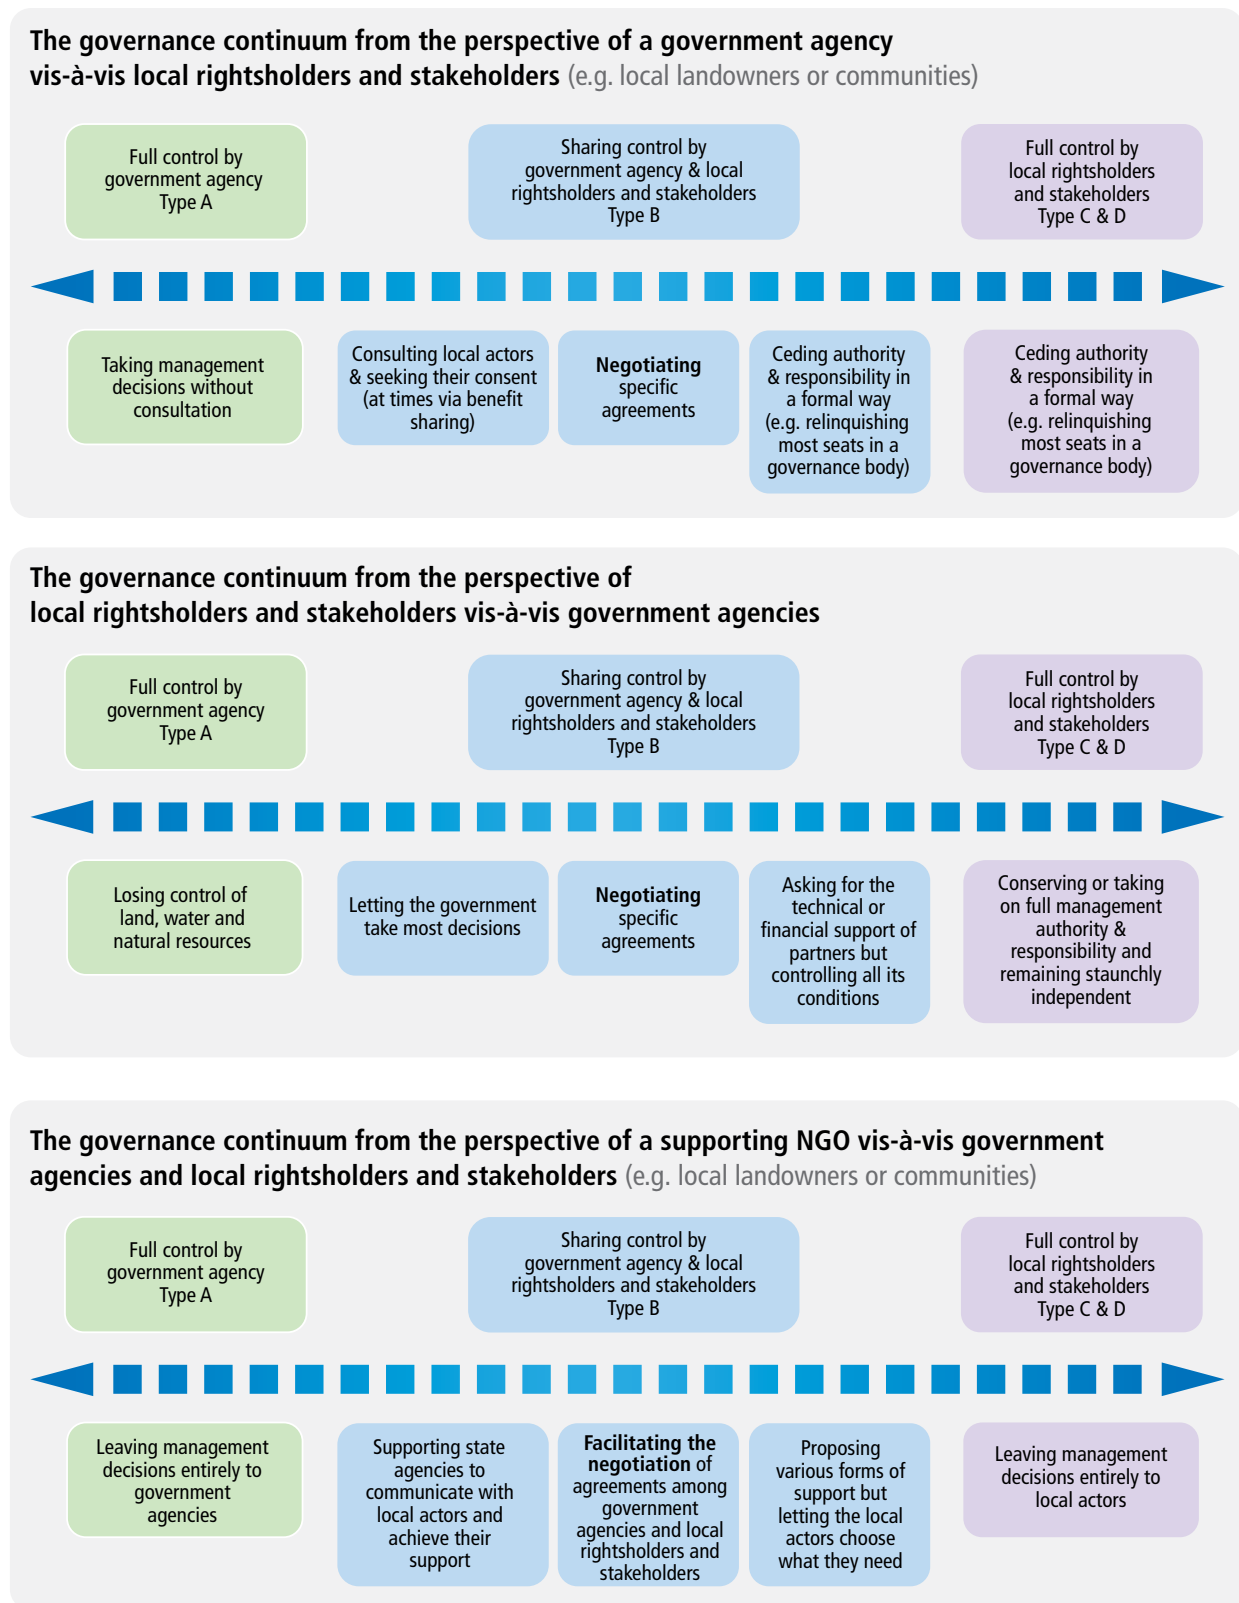 The governance continuum from the perspective of a government agency
vis-à-vis local rightsholders and stakeholders (e.g. local landowners or communities)
Full control by
government agency
Type A
Sharing control by
government agency & local
rightsholders and stakeholders
Type B
Full control by
local rightsholders
and stakeholders
Type C & D
Taking management
decisions without
consultation
Consulting local actors
& seeking their consent
(at times via benefit
sharing)
Negotiating
specific
agreements
Ceding authority
& responsibility in
a formal way
(e.g. relinquishing
most seats in a
governance body)
Ceding authority
& responsibility in
a formal way
(e.g. relinquishing
most seats in a
governance body)
The governance continuum from the perspective of
local rightsholders and stakeholders vis-à-vis government agencies
Full control by
government agency
Type A
Sharing control by
government agency & local
rightsholders and stakeholders
Type B
Full control by
local rightsholders
and stakeholders
Type C & D
Losing control of
land, water and
natural resources
Letting the government
take most decisions
Negotiating
specific
agreements
Asking for the
technical or
financial support of
partners but
controlling all its
conditions
Conserving or taking
on full management
authority &
responsibility and
remaining staunchly
independent
The governance continuum from the perspective of a supporting NGO vis-à-vis government
agencies and local rightsholders and stakeholders (e.g. local landowners or communities)
Full control by
government agency
Type A
Sharing control by
government agency & local
rightsholders and stakeholders
Type B
Full control by
local rightsholders
and stakeholders
Type C & D
Leaving management
decisions entirely to
government
agencies
Supporting state
agencies to
communicate with
local actors and
achieve their
support
Facilitating the
negotiation of
agreements among
government
agencies and local
rightsholders and
stakeholders
Proposing
various forms of
support but
letting the local
actors choose
what they need
Leaving management
decisions entirely to
local actors